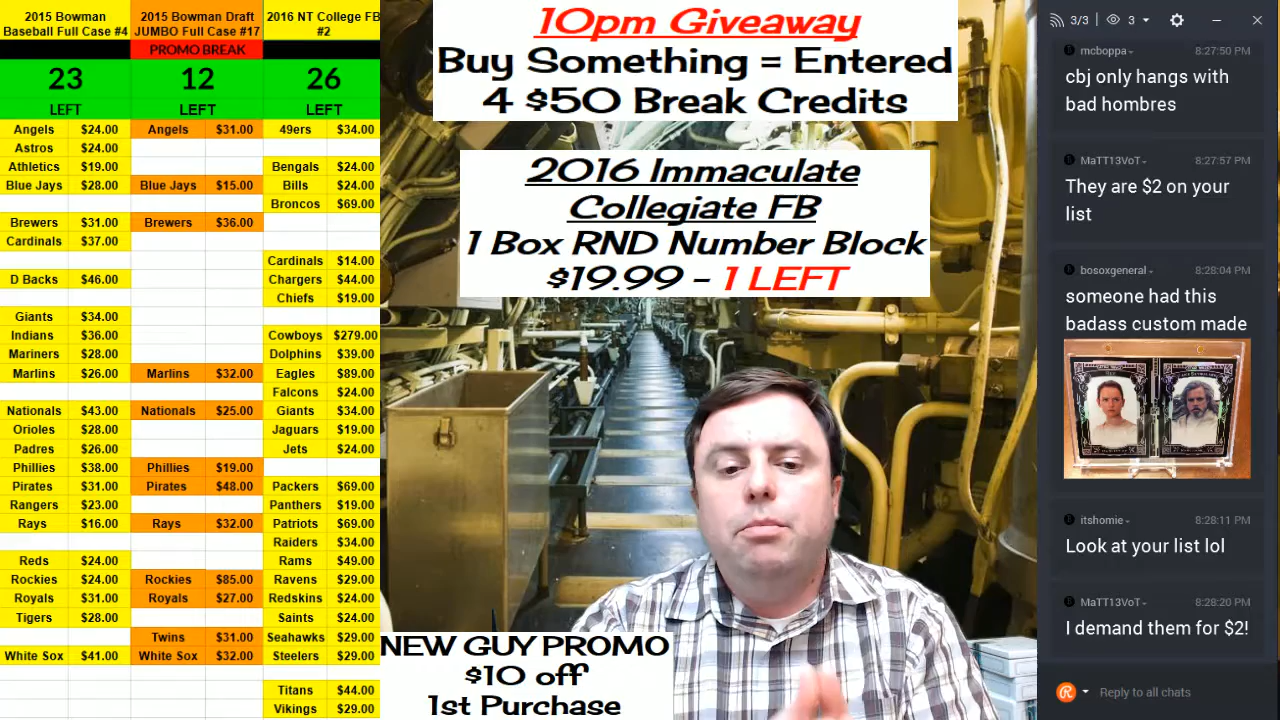 2015 Bowman
Baseball Full Case #4
23
LEFT
Angels $24.00
Astros $24.00
Athletics $19.00
Blue Jays $28.00
Brewers $31.00
Cardinals $37.00
D Backs $46.00
Giants $34.00
Indians $36.00
Mariners $28.00
Marlins $26.00
Nationals $43.00
Orioles $28.00
Padres $26.00
Phillies $38.00
Pirates $31.00
Rangers $23.00
Rays $16.00
Reds $24.00
Rockies $24.00
Royals $31.00
Tigers $28.00
White Sox $41.00
2015 Bowman Draft
JUMBO Full Case #17
PROMO BREAK
12
LEFT
Angels $31.00
Blue Jays $15.00
Brewers $36.00
Marlins $32.00
Nationals $25.00
Phillies $19.00
Pirates $48.00
Rays $32.00
Rockies $85.00
Royals $27.00
Twins $31.00
White Sox $32.00
2016 NT College FB
#2
26
LEFT
49ers $34.00
Bengals $24.00
Bills $24.00
Broncos $69.00
Cardinals $14.00
Chargers $44.00
Chiefs $19.00
Cowboys $279.00
Dolphins $39.00
Eagles $89.00
Falcons $24.00
Giants $34.00
Jaguars $19.00
Jets $24.00
Packers $69.00
Panthers $19.00
Patriots $69.00
Raiders $34.00
Rams $49.00
Ravens $29.00
Redskins $24.00
Saints $24.00
Seahawks $29.00
Steelers $29.00
Titans $44.00
Vikings $29.00
10pm Giveaway
Buy Something = Entered
4 $50 Break Credits
2016 Immaculate
Collegiate FB
1 Box RND Number Block
$19.99 - 1 LEFT
NEW GUY PROMO
$10 off
1st Purchase
3/3 3
mcboppa 8:27:50 PM
cbj only hangs with
bad hombres
MaTT13VoT 8:27:57 PM
They are $2 on your
list
bosoxgeneral 8:28:04 PM
someone had this
badass custom made
itshomie 8:28:11 PM
Look at your list lol
MaTT13VoT 8:28:20 PM
I demand them for $2!
Reply to all chats